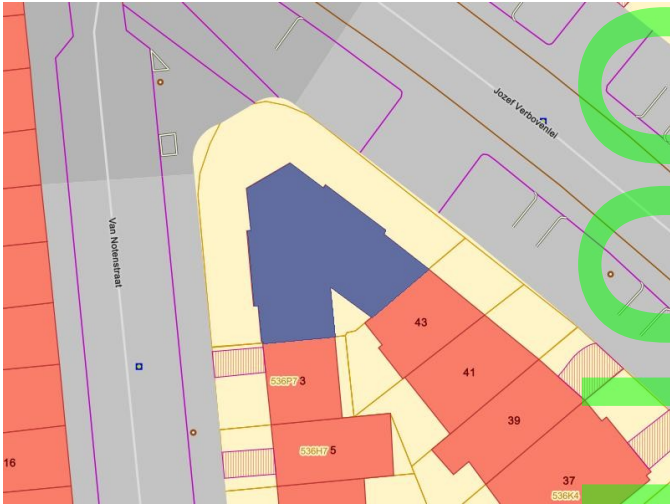 Jozef Verbovenlei
Van Notenstraat
43
536P7 3
41
39
536H7 5
16
37
536K4